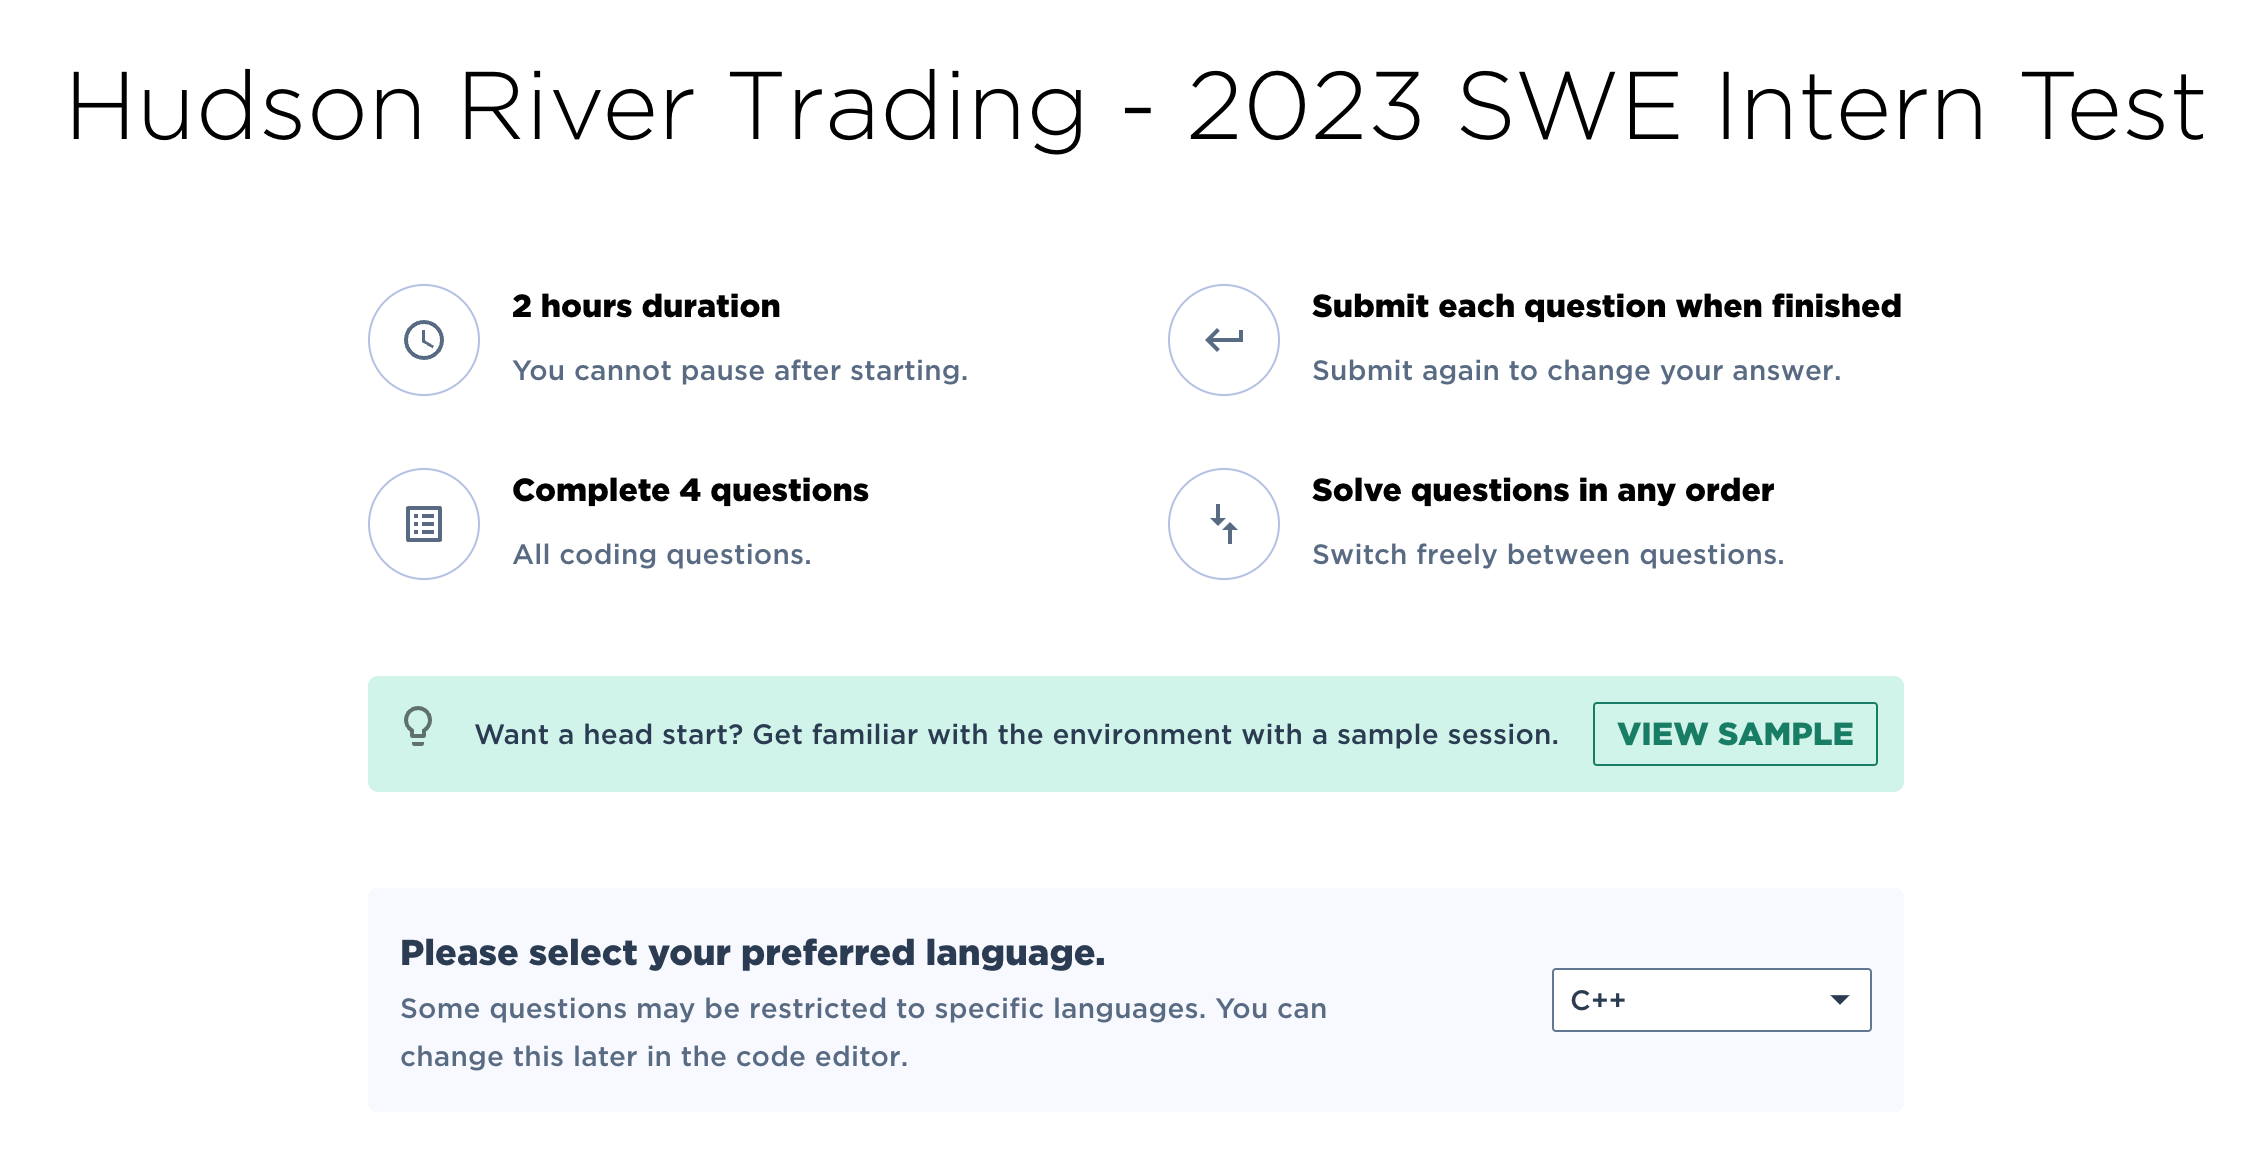 Hudson River Trading - 2023 SWE Intern Test
2 hours duration
You cannot pause after starting.
Submit each question when finished
Submit again to change your answer.
Complete 4 questions
All coding questions.
Solve questions in any order
Switch freely between questions.
Want a head start? Get familiar with the environment with a sample session.
VIEW SAMPLE
Please select your preferred language.
Some questions may be restricted to specific languages. You can
change this later in the code editor.
C++